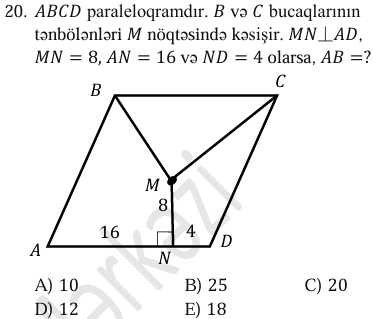 20. ABCD paraleloqramdır. B və C bucaqlarının
tənbölənləri M nöqtəsində kəsişir. MN⊥AD,
MN = 8, AN = 16 və ND = 4 olarsa, AB =?
B
C
M
8
16
4
A
N
D
A) 10
B) 25
C) 20
D) 12
E) 18